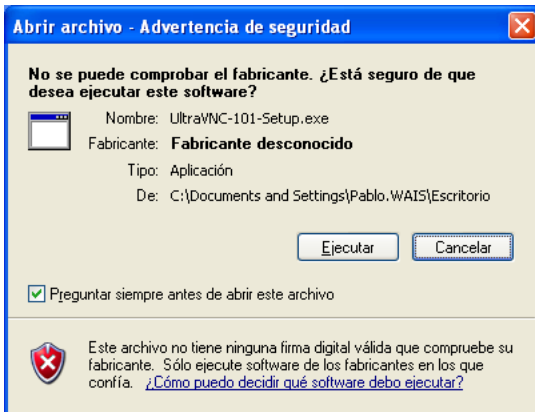 Abrir archivo - Advertencia de seguridad
No se puede comprobar el fabricante. ¿Está seguro de que
desea ejecutar este software?
Nombre: UltraVNC-101-Setup.exe
Fabricante: Fabricante desconocido
Tipo: Aplicación
De: C:\Documents and Settings\Pablo.WAIS\Escritorio
Ejecutar Cancelar
Preguntar siempre antes de abrir este archivo
Este archivo no tiene ninguna firma digital válida que compruebe su
fabricante. Sólo ejecute software de los fabricantes en los que
confía. ¿Cómo puedo decidir qué software debo ejecutar?